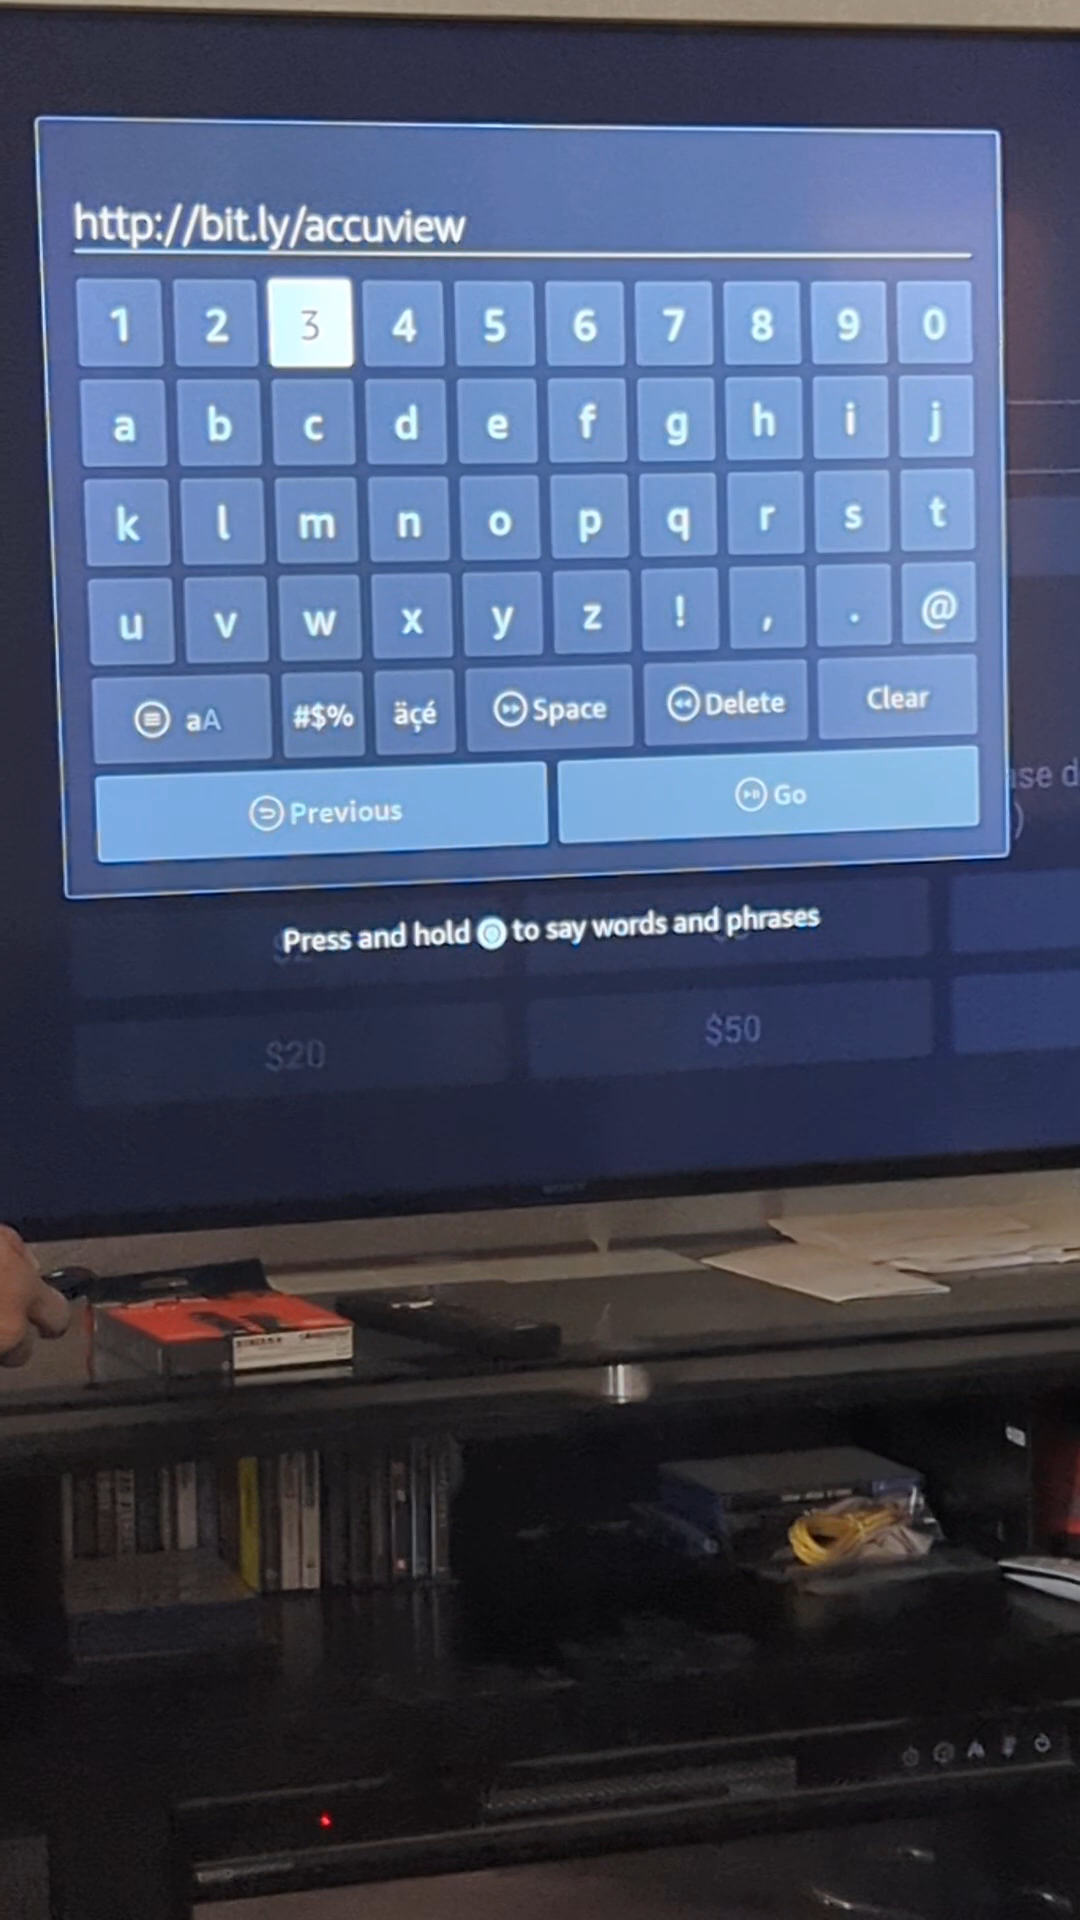 http://bit.ly/accuview
1 2 3 4 5 6 7 8 9 0
a b c d e f g h i j
k l m n o p q r s t
u v w x y z ! , . @
aA #$% äçé Space Delete Clear
Previous Go
Press and hold to say words and phrases
$20 $50